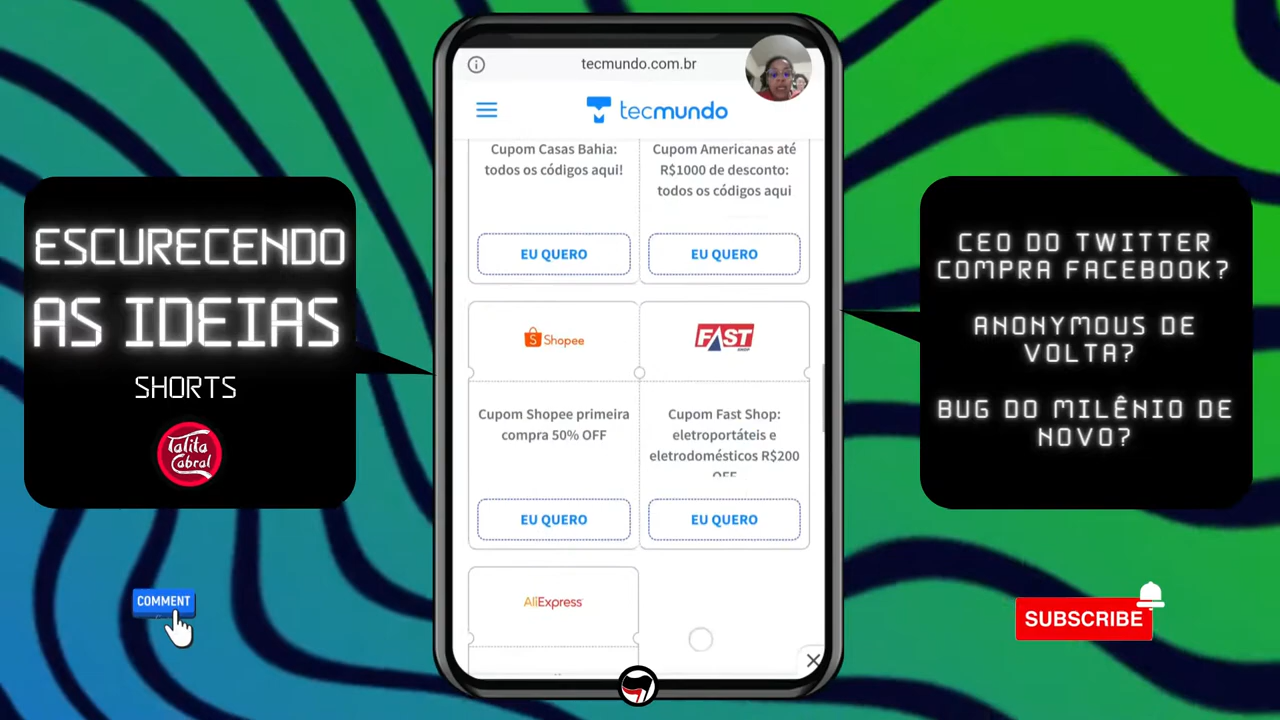 ESCURECENDO
AS IDEIAS
SHORTS
Talita
Cabral
COMMENT
tecmundo.com.br
tecmundo
Cupom Casas Bahia:
todos os códigos aqui!
EU QUERO
Cupom Americanas até
R$1000 de desconto:
todos os códigos aqui
EU QUERO
Shopee
Cupom Shopee primeira
compra 50% OFF
EU QUERO
FAST
SHOP
Cupom Fast Shop:
eletroportáteis e
eletrodomésticos R$200
OFF
EU QUERO
AliExpress
CEO DO TWITTER
COMPRA FACEBOOK?
ANONYMOUS DE
VOLTA?
BUG DO MILÊNIO DE
NOVO?
SUBSCRIBE